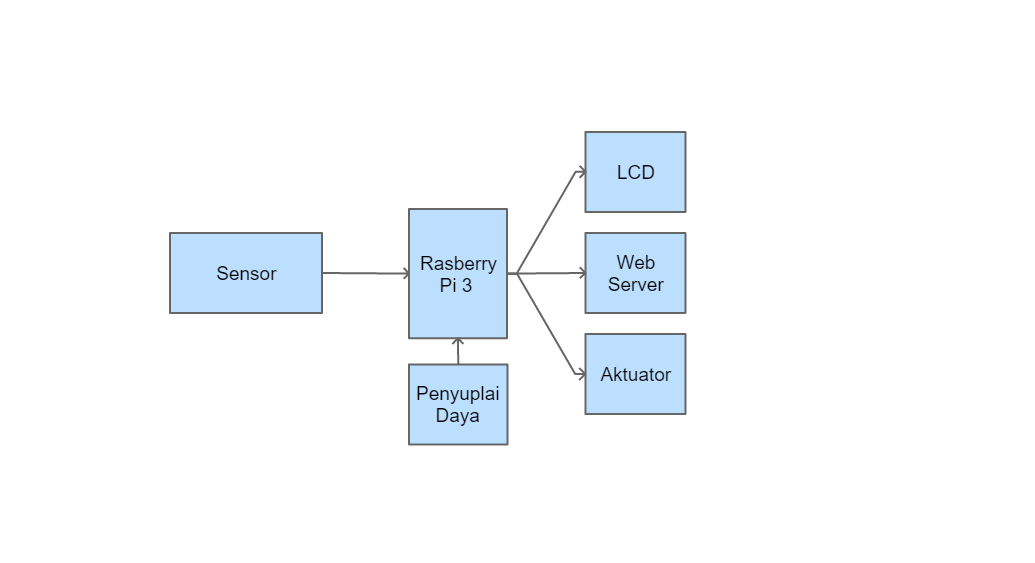 Sensor
Rasberry
Pi 3
Penyuplai
Daya
LCD
Web
Server
Aktuator